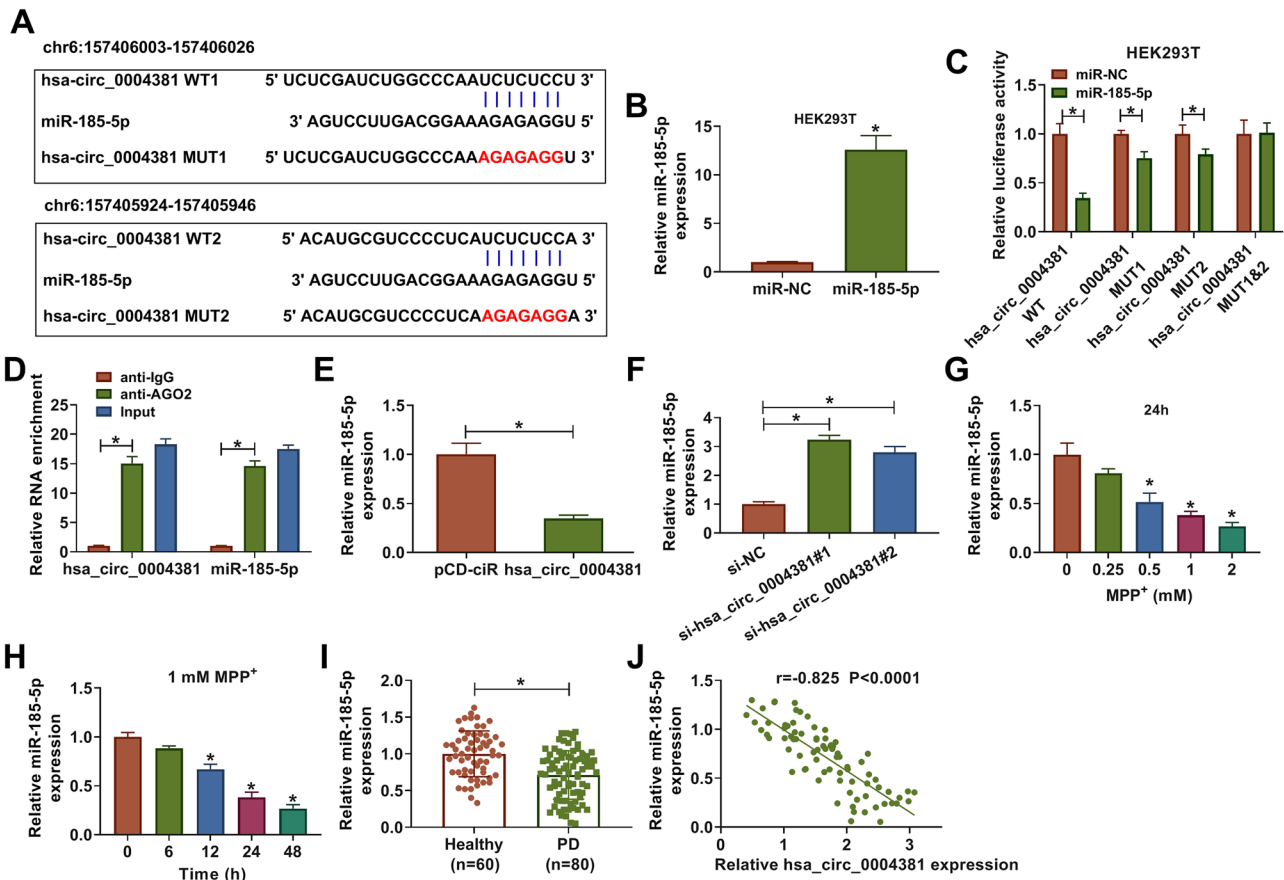 A
chr6:157406003-157406026
hsa-circ_0004381 WT1 5' UCUCGAUCUGGCCCAAUCUCUCCU 3'
miR-185-5p 3' AGUCCUUGACGGAAAGAGAGGU 5'
hsa-circ_0004381 MUT1 5' UCUCGAUCUGGCCCAAAGAGAGGU 3'
chr6:157405924-157405946
hsa-circ_0004381 WT2 5' ACAUGCGUCCCCUCAUCUCUCCA 3'
miR-185-5p 3' AGUCCUUGACGGAAAGAGAGGU 5'
hsa-circ_0004381 MUT2 5' ACAUGCGUCCCCUCAAGAGAGGA 3'
B
HEK293T
Relative miR-185-5p
expression
15
10
5
0
*
miR-NC miR-185-5p
C
HEK293T
miR-NC
miR-185-5p
Relative luciferase activity
1.5
1.0
0.5
0.0
* * *
hsa_circ_0004381
WT
hsa_circ_0004381
MUT1
hsa_circ_0004381
MUT2
hsa_circ_0004381
MUT1&2
D
anti-IgG
anti-AGO2
Input
Relative RNA enrichment
25
20
15
10
5
0
* *
hsa_circ_0004381 miR-185-5p
E
Relative miR-185-5p
expression
1.5
1.0
0.5
0.0
*
pCD-ciR hsa_circ_0004381
F
Relative miR-185-5p
expression
4
3
2
1
0
*
*
si-NC
si-hsa_circ_0004381#1
si-hsa_circ_0004381#2
G
24h
Relative miR-185-5p
expression
1.5
1.0
0.5
0.0
* * *
0 0.25 0.5 1 2
MPP+ (mM)
H
1 mM MPP+
Relative miR-185-5p
expression
1.5
1.0
0.5
0.0
* * *
0 6 12 24 48
Time (h)
I
Relative miR-185-5p
expression
2.0
1.5
1.0
0.5
0.0
*
Healthy PD
(n=60) (n=80)
J
r=-0.825 P<0.0001
Relative miR-185-5p
expression
1.5
1.0
0.5
0.0
0 1 2 3
Relative hsa_circ_0004381 expression